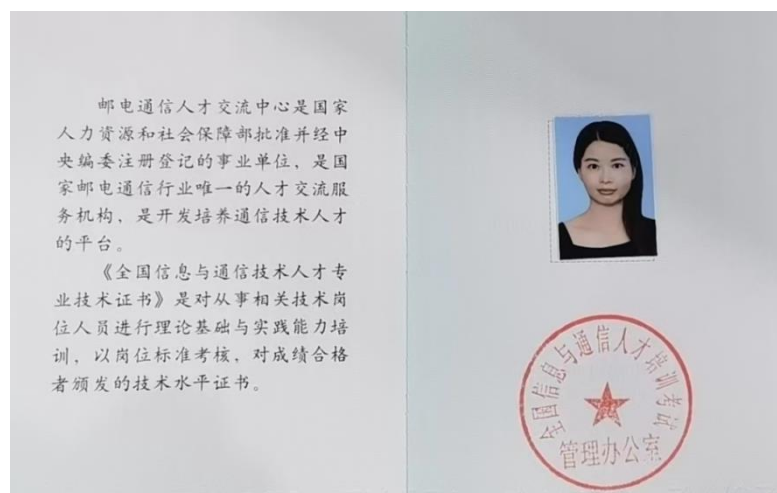 邮电通信人才交流中心是国家
人力资源和社会保障部批准并经中
央编委注册登记的事业单位，是国
家邮电通信行业唯一的人才交流服
务机构，是开发培养通信技术人才
的平台。
《全国信息与通信技术人才专
业技术证书》是对从事相关技术岗
位人员进行理论基础与实践能力培
训，以岗位标准考核，对成绩合格
者颁发的技术水平证书。
全国信息与通信人才培训考试
管理办公室